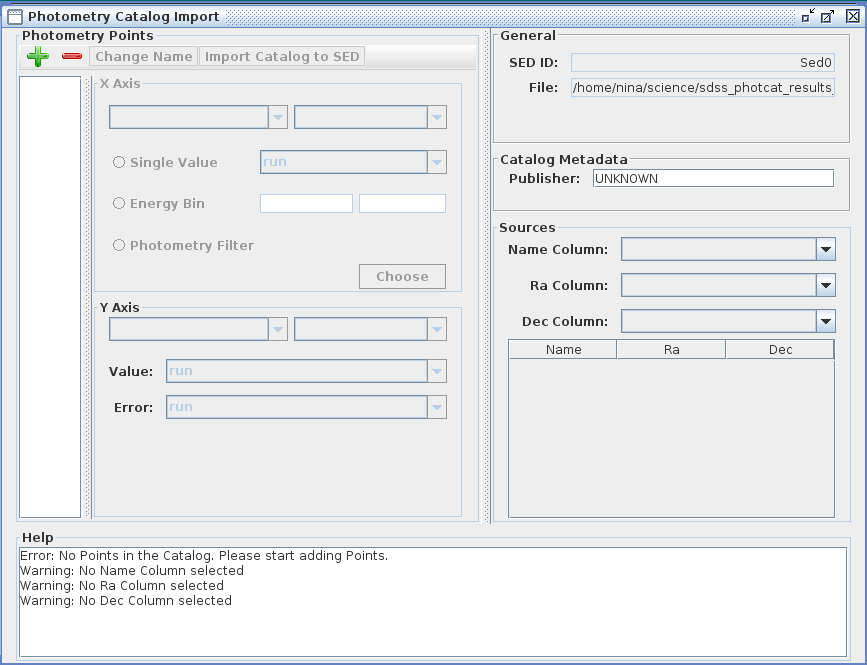 Photometry Catalog Import
Photometry Points
Change Name
Import Catalog to SED
X Axis
Single Value
run
Energy Bin
Photometry Filter
Choose
Y Axis
Value:
run
Error:
run
General
SED ID:
Sed0
File:
/home/nina/science/sdss_photcat_results_
Catalog Metadata
Publisher:
UNKNOWN
Sources
Name Column:
Ra Column:
Dec Column:
Name Ra Dec
Help
Error: No Points in the Catalog. Please start adding Points.
Warning: No Name Column selected
Warning: No Ra Column selected
Warning: No Dec Column selected